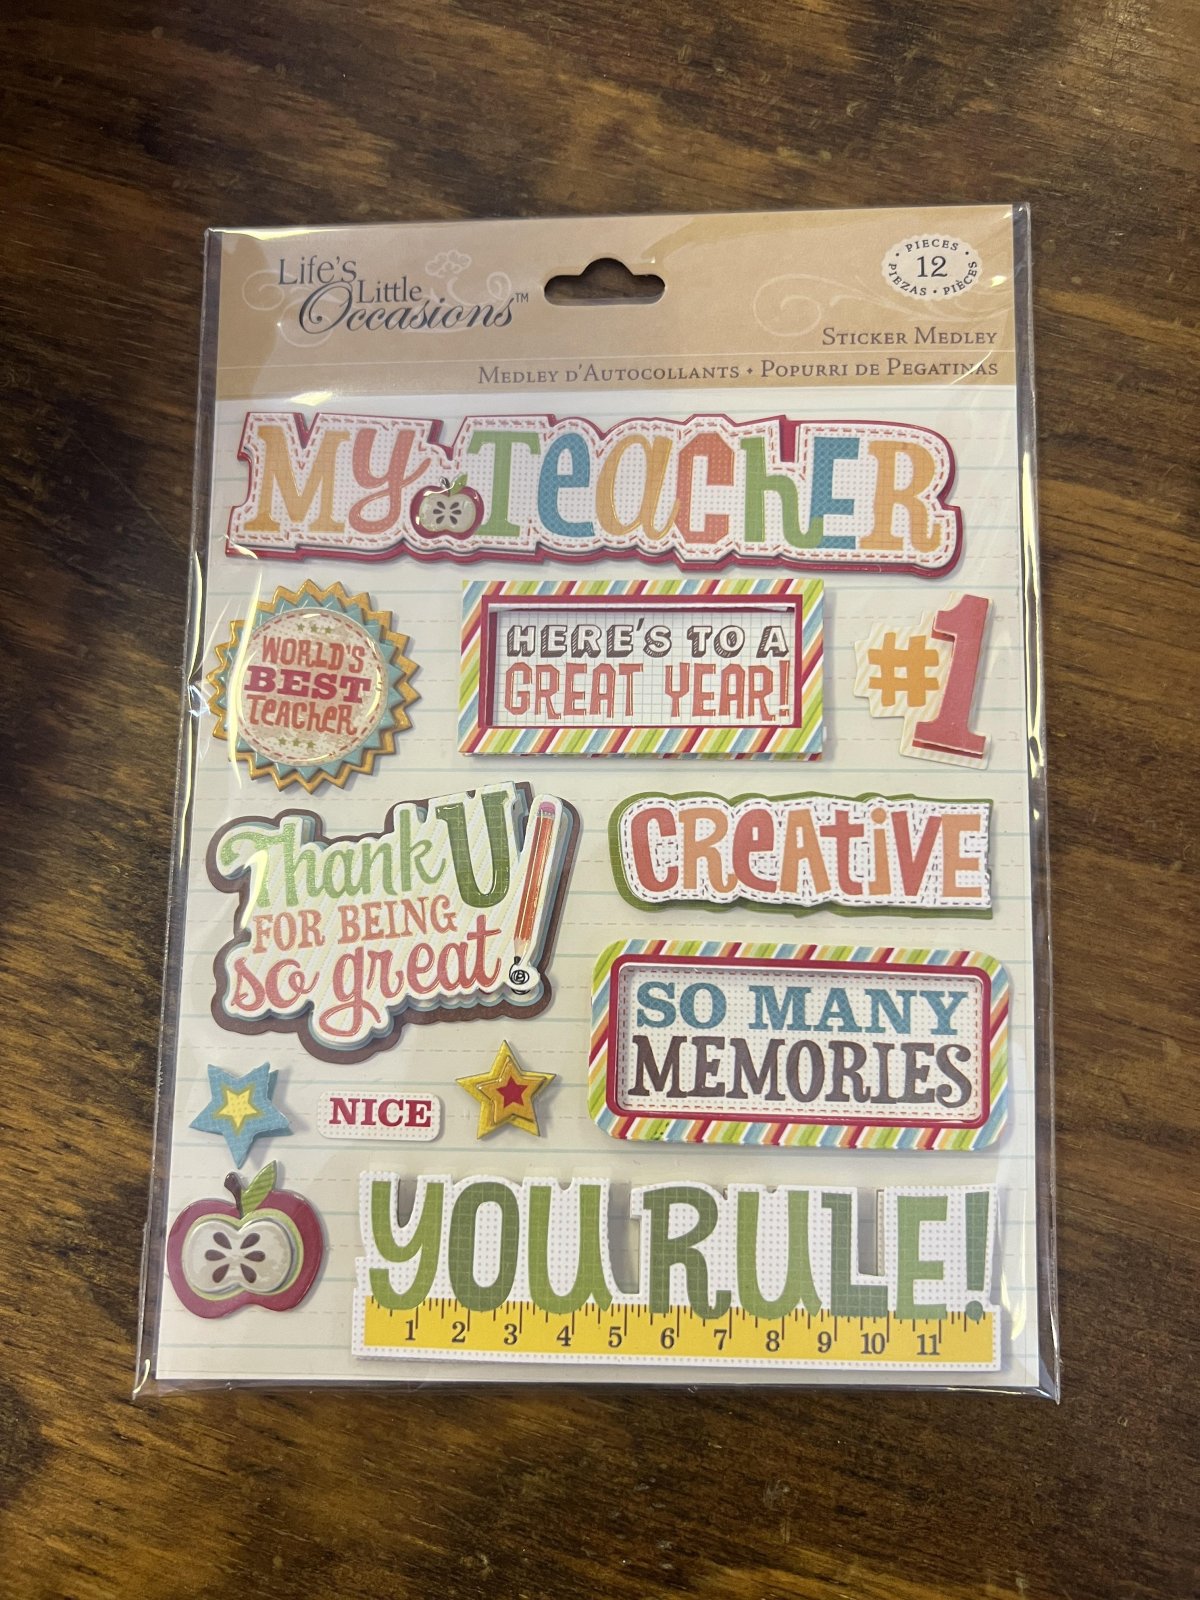 Life's
Little
Occasions™
PIECES
12
PIEZAS • PIÈCES
STICKER MEDLEY
MEDLEY D'AUTOCOLLANTS • POPURRI DE PEGATINAS
My TeacHER
WORLD'S
BEST
TeacHeR
HERE'S TO A
GREAT YEAR!
#1
Thank U
FOR BEING
so great!
CReATiVE
SO MANY
MEMORIES
NICE
YOU RULE!
1 2 3 4 5 6 7 8 9 10 11